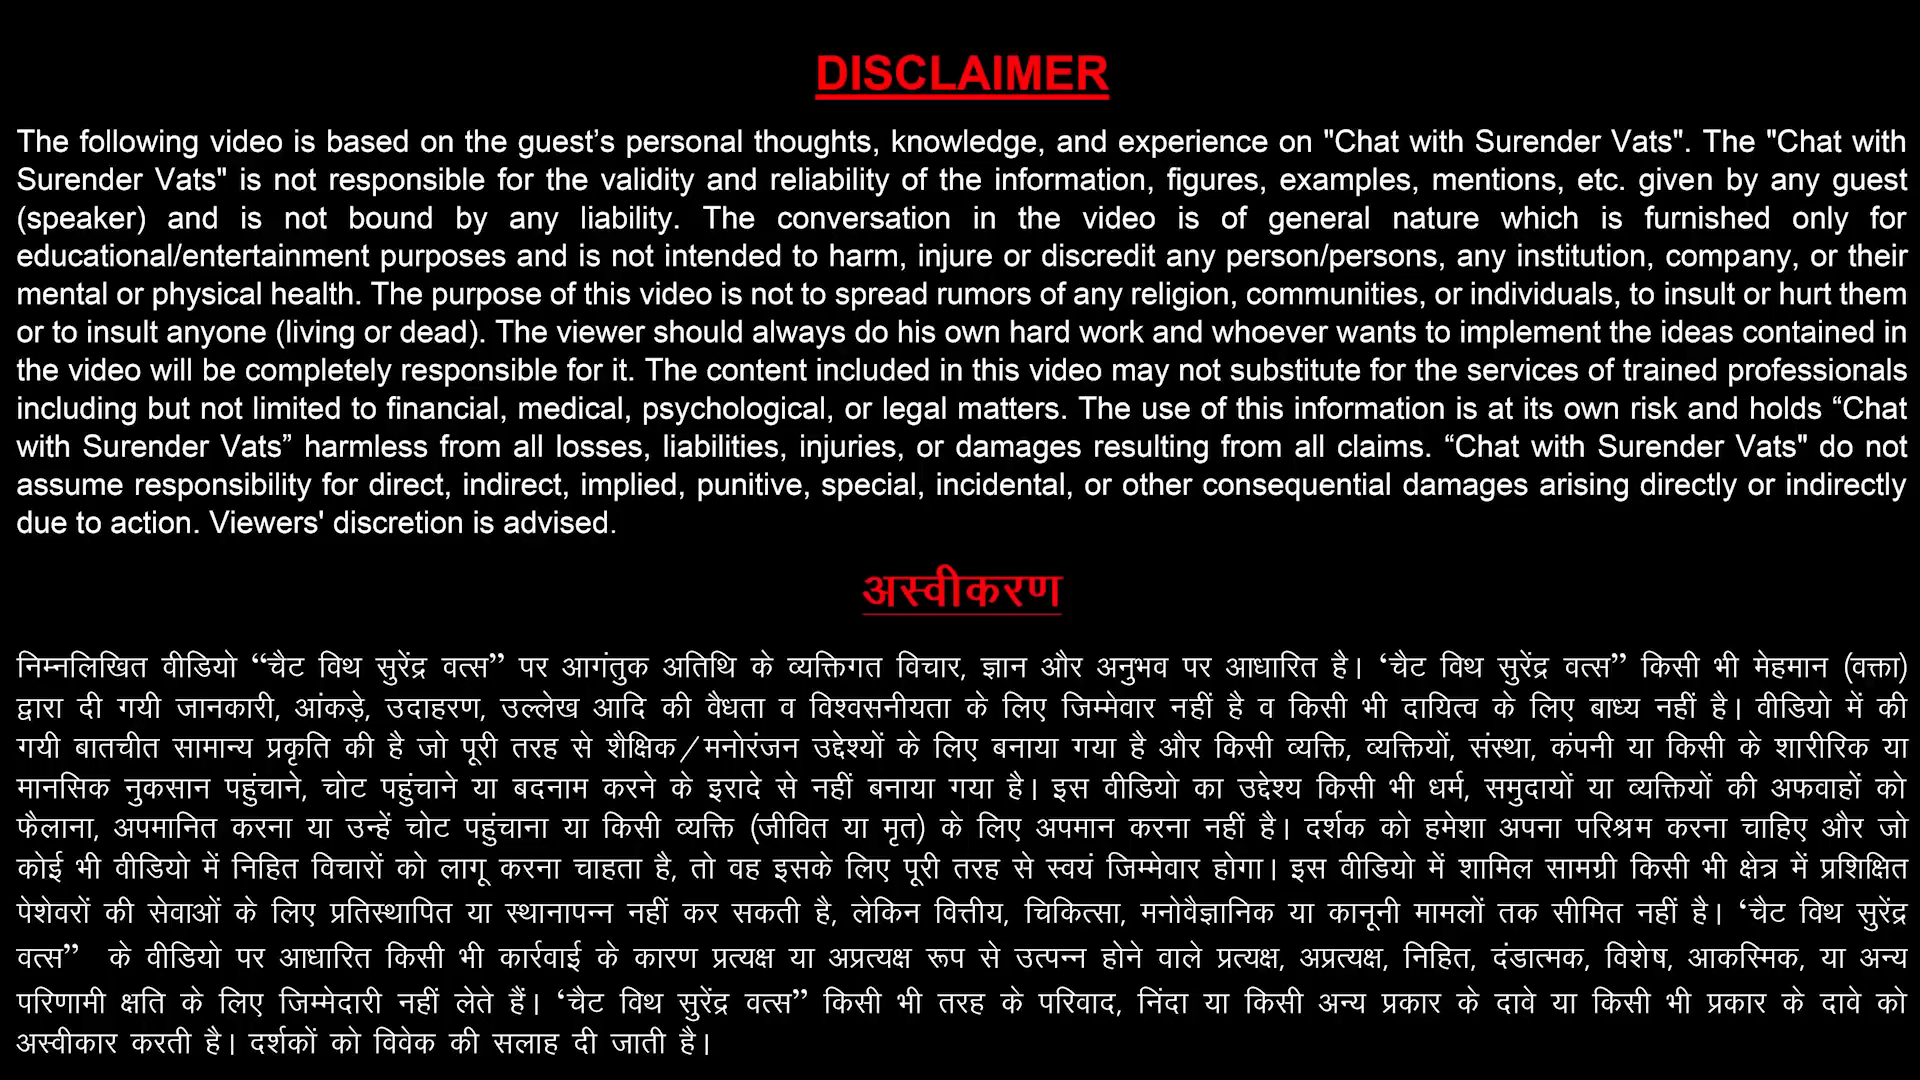 DISCLAIMER
The following video is based on the guest’s personal thoughts, knowledge, and experience on "Chat with Surender Vats". The "Chat with
Surender Vats" is not responsible for the validity and reliability of the information, figures, examples, mentions, etc. given by any guest
(speaker) and is not bound by any liability. The conversation in the video is of general nature which is furnished only for
educational/entertainment purposes and is not intended to harm, injure or discredit any person/persons, any institution, company, or their
mental or physical health. The purpose of this video is not to spread rumors of any religion, communities, or individuals, to insult or hurt them
or to insult anyone (living or dead). The viewer should always do his own hard work and whoever wants to implement the ideas contained in
the video will be completely responsible for it. The content included in this video may not substitute for the services of trained professionals
including but not limited to financial, medical, psychological, or legal matters. The use of this information is at its own risk and holds “Chat
with Surender Vats” harmless from all losses, liabilities, injuries, or damages resulting from all claims. “Chat with Surender Vats" do not
assume responsibility for direct, indirect, implied, punitive, special, incidental, or other consequential damages arising directly or indirectly
due to action. Viewers' discretion is advised.
अस्वीकरण
निम्नलिखित वीडियो “चैट विथ सुरेंद्र वत्स” पर आगंतुक अतिथि के व्यक्तिगत विचार, ज्ञान और अनुभव पर आधारित है। ‘चैट विथ सुरेंद्र वत्स” किसी भी मेहमान (वक्ता)
द्वारा दी गयी जानकारी, आंकड़े, उदाहरण, उल्लेख आदि की वैधता व विश्वसनीयता के लिए जिम्मेवार नहीं है व किसी भी दायित्व के लिए बाध्य नहीं है। वीडियो में की
गयी बातचीत सामान्य प्रकृति की है जो पूरी तरह से शैक्षिक/मनोरंजन उद्देश्यों के लिए बनाया गया है और किसी व्यक्ति, व्यक्तियों, संस्था, कंपनी या किसी के शारीरिक या
मानसिक नुकसान पहुंचाने, चोट पहुंचाने या बदनाम करने के इरादे से नहीं बनाया गया है। इस वीडियो का उद्देश्य किसी भी धर्म, समुदायों या व्यक्तियों की अफवाहों को
फैलाना, अपमानित करना या उन्हें चोट पहुंचाना या किसी व्यक्ति (जीवित या मृत) के लिए अपमान करना नहीं है। दर्शक को हमेशा अपना परिश्रम करना चाहिए और जो
कोई भी वीडियो में निहित विचारों को लागू करना चाहता है, तो वह इसके लिए पूरी तरह से स्वयं जिम्मेवार होगा। इस वीडियो में शामिल सामग्री किसी भी क्षेत्र में प्रशिक्षित
पेशेवरों की सेवाओं के लिए प्रतिस्थापित या स्थानापन्न नहीं कर सकती है, लेकिन वित्तीय, चिकित्सा, मनोवैज्ञानिक या कानूनी मामलों तक सीमित नहीं है। ‘चैट विथ सुरेंद्र
वत्स” के वीडियो पर आधारित किसी भी कार्रवाई के कारण प्रत्यक्ष या अप्रत्यक्ष रूप से उत्पन्न होने वाले प्रत्यक्ष, अप्रत्यक्ष, निहित, दंडात्मक, विशेष, आकस्मिक, या अन्य
परिणामी क्षति के लिए जिम्मेदारी नहीं लेते हैं। ‘चैट विथ सुरेंद्र वत्स” किसी भी तरह के परिवाद, निंदा या किसी अन्य प्रकार के दावे या किसी भी प्रकार के दावे को
अस्वीकार करती है। दर्शकों को विवेक की सलाह दी जाती है।